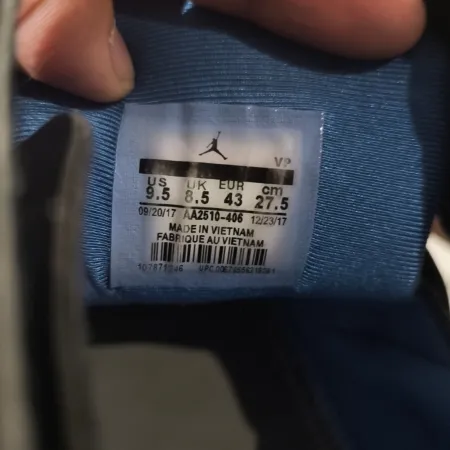 VP
US UK EUR cm
9.5 8.5 43 27.5
09/20/17 AA2510-406 12/23/17
MADE IN VIETNAM
FABRIQUE AU VIETNAM